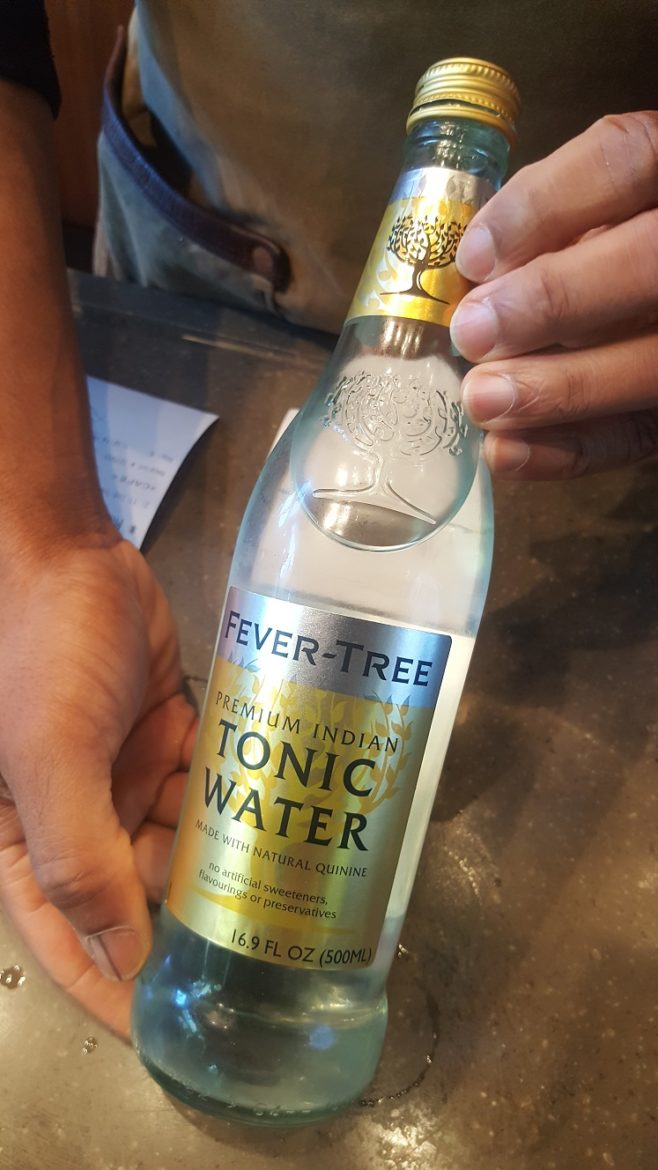 FEVER-TREE
PREMIUM INDIAN
TONIC
WATER
MADE WITH NATURAL QUININE
no artificial sweeteners,
flavourings or preservatives
16.9 FL OZ (500ML)